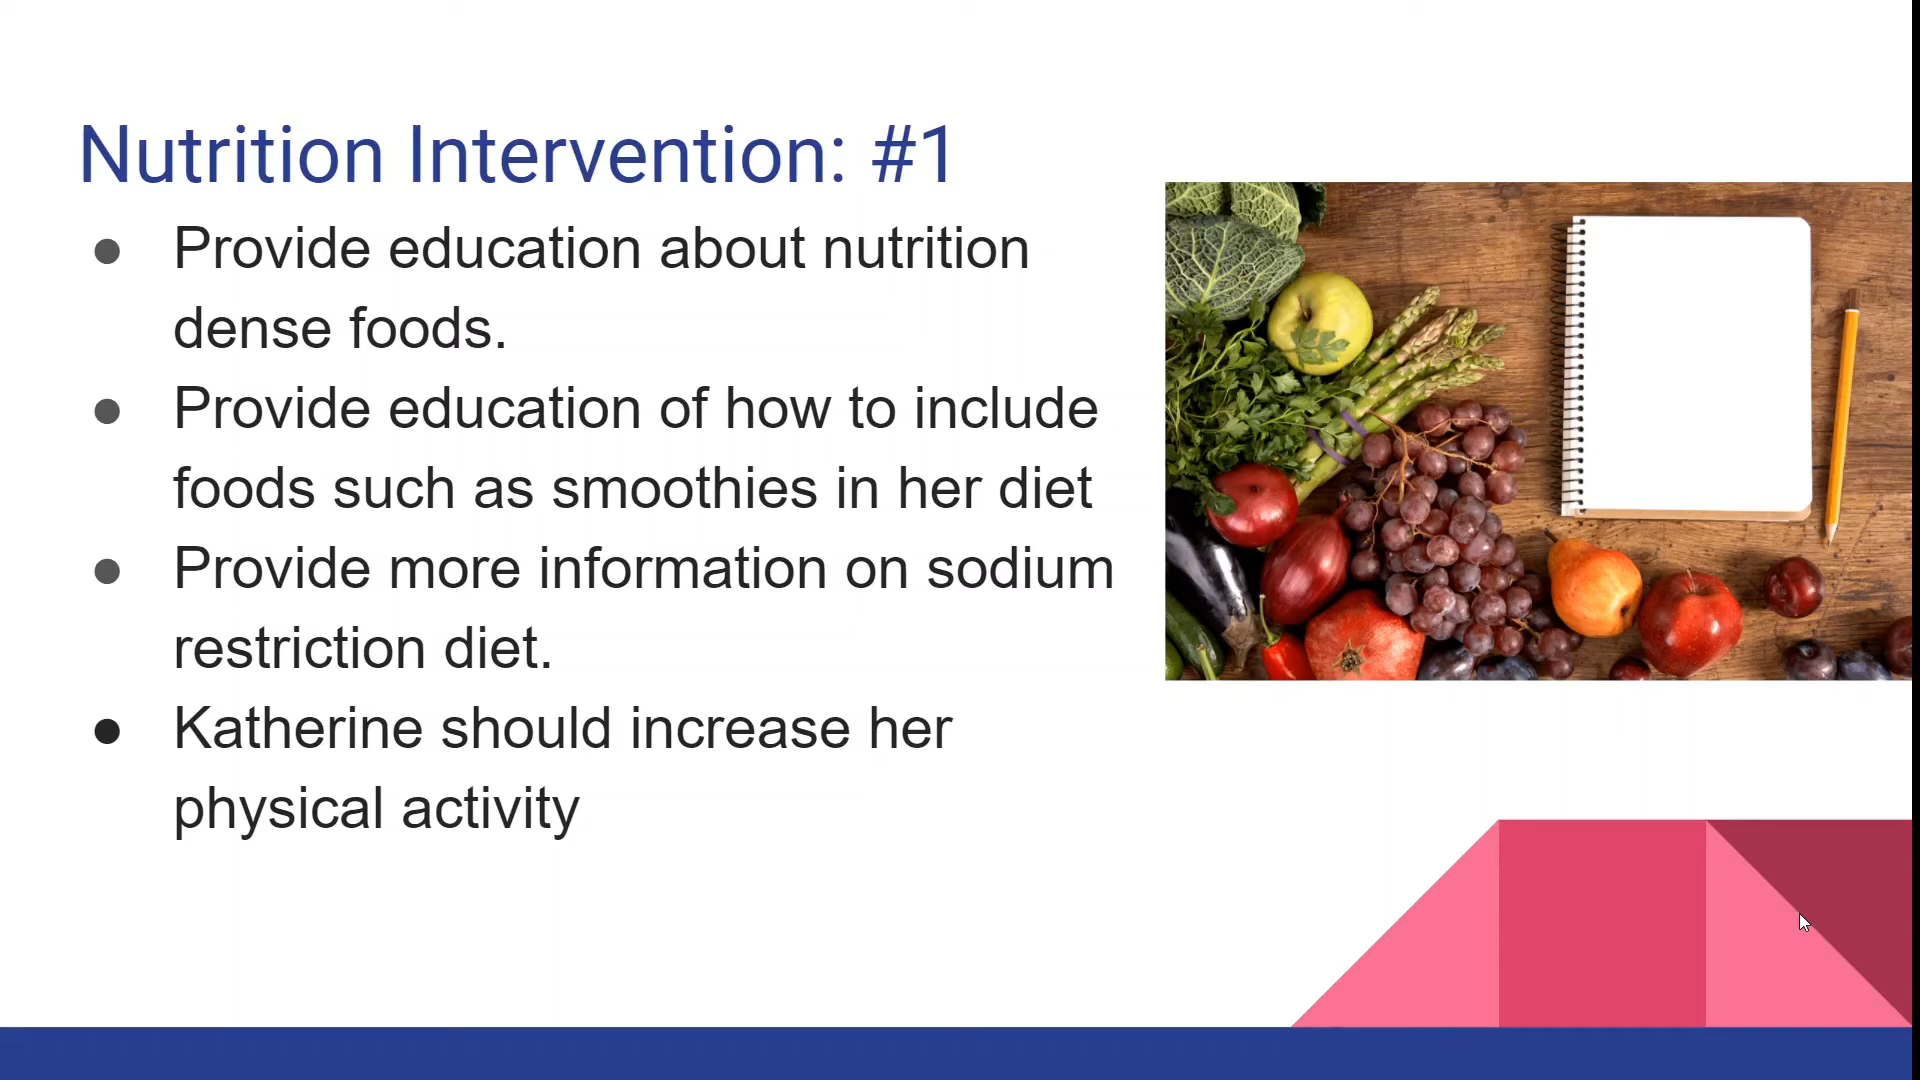 Nutrition Intervention: #1
● Provide education about nutrition
dense foods.
● Provide education of how to include
foods such as smoothies in her diet
● Provide more information on sodium
restriction diet.
● Katherine should increase her
physical activity